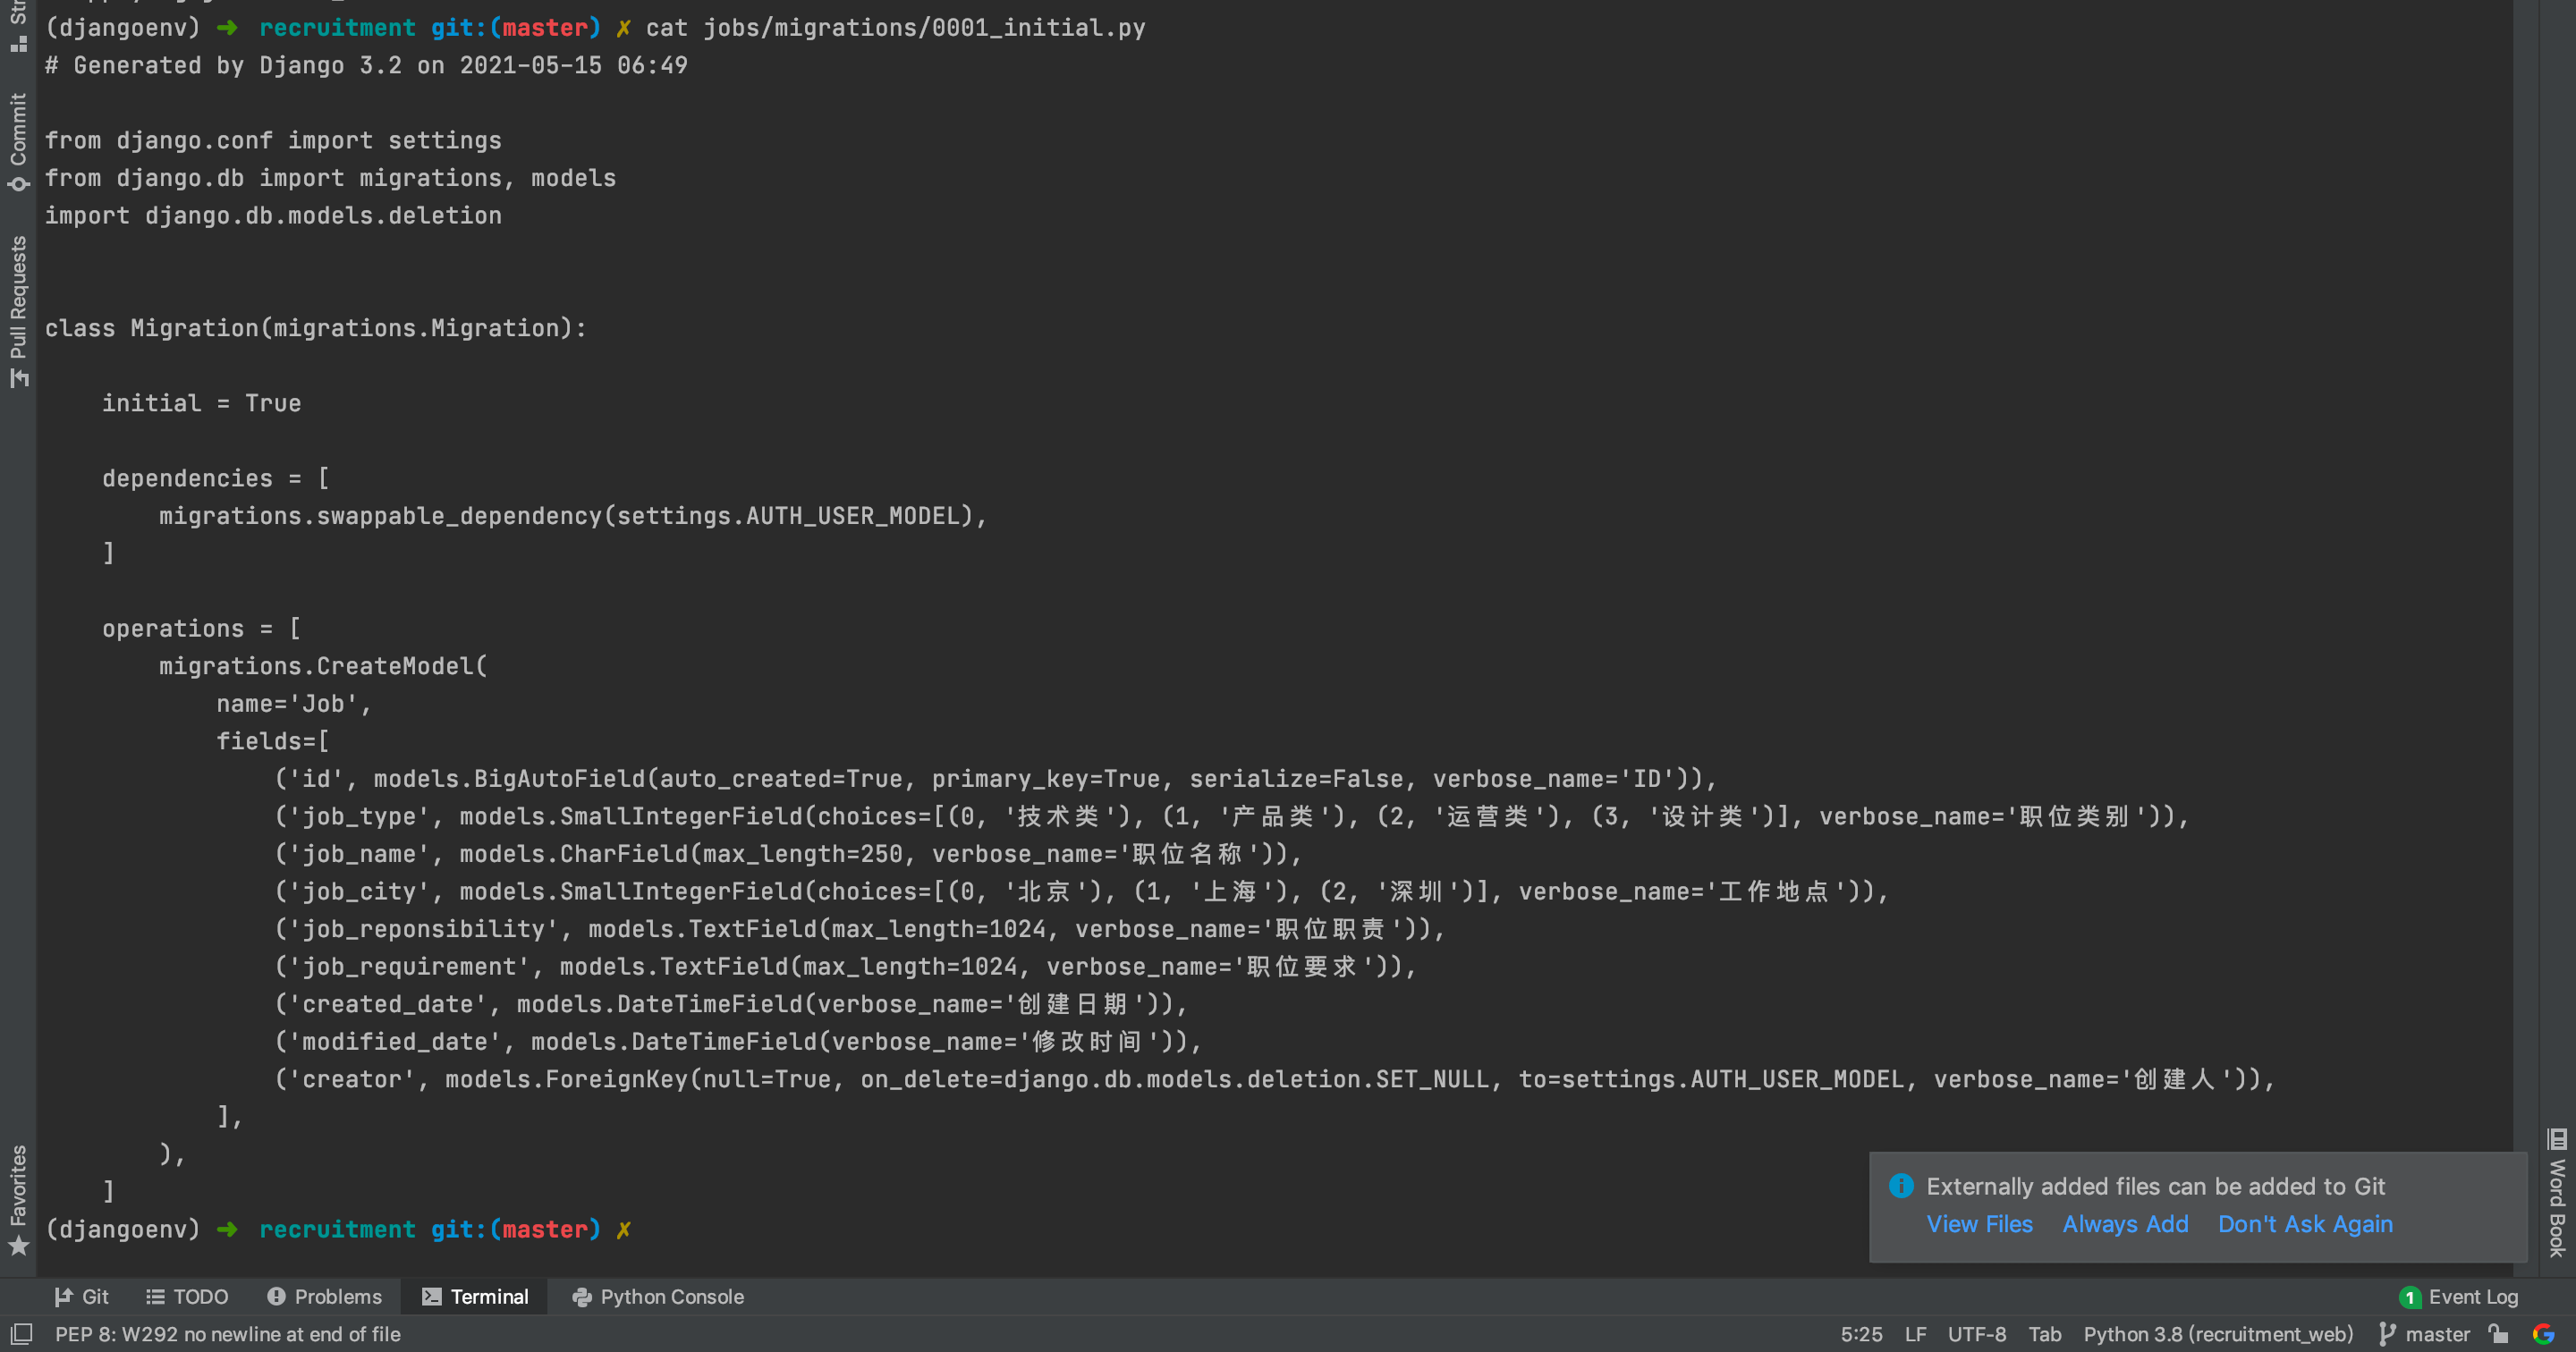 (djangoenv) ➜ recruitment git:(master) ✗ cat jobs/migrations/0001_initial.py
# Generated by Django 3.2 on 2021-05-15 06:49
from django.conf import settings
from django.db import migrations, models
import django.db.models.deletion
class Migration(migrations.Migration):
    initial = True
    dependencies = [
        migrations.swappable_dependency(settings.AUTH_USER_MODEL),
    ]
    operations = [
        migrations.CreateModel(
            name='Job',
            fields=[
                ('id', models.BigAutoField(auto_created=True, primary_key=True, serialize=False, verbose_name='ID')),
                ('job_type', models.SmallIntegerField(choices=[(0, '技术类'), (1, '产品类'), (2, '运营类'), (3, '设计类')], verbose_name='职位类别')),
                ('job_name', models.CharField(max_length=250, verbose_name='职位名称')),
                ('job_city', models.SmallIntegerField(choices=[(0, '北京'), (1, '上海'), (2, '深圳')], verbose_name='工作地点')),
                ('job_reponsibility', models.TextField(max_length=1024, verbose_name='职位职责')),
                ('job_requirement', models.TextField(max_length=1024, verbose_name='职位要求')),
                ('created_date', models.DateTimeField(verbose_name='创建日期')),
                ('modified_date', models.DateTimeField(verbose_name='修改时间')),
                ('creator', models.ForeignKey(null=True, on_delete=django.db.models.deletion.SET_NULL, to=settings.AUTH_USER_MODEL, verbose_name='创建人')),
            ],
        ),
    ]
(djangoenv) ➜ recruitment git:(master) ✗
Commit
Pull Requests
Favorites
Word Book
Externally added files can be added to Git
View Files Always Add Don't Ask Again
Git TODO Problems Terminal Python Console 1 Event Log
PEP 8: W292 no newline at end of file 5:25 LF UTF-8 Tab Python 3.8 (recruitment_web) master